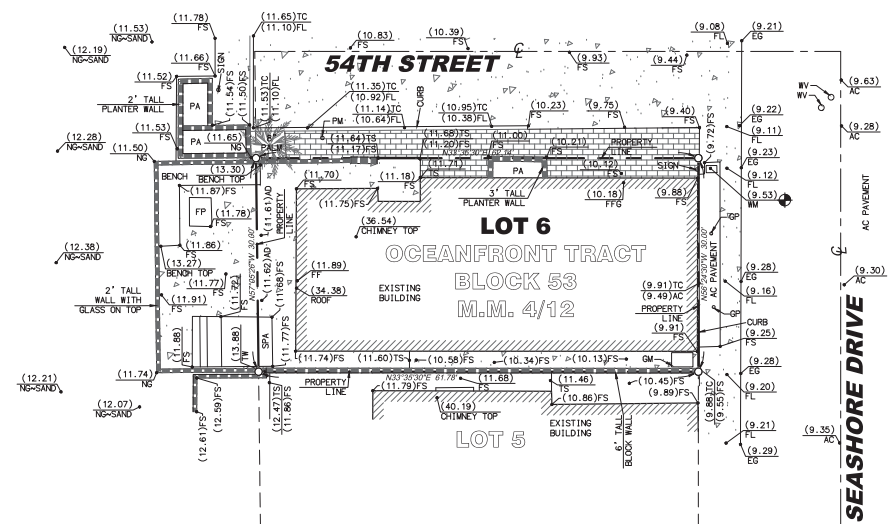 (11.78)
FS
(11.65)TC
(11.10)FL
(10.83)
FS
(10.39)
FS
℄
(9.08)
FL
(9.21)
EG
(11.53)
NG~SAND
(12.19)
NG~SAND
(11.66)
FS
SIGN
54TH STREET
(9.93)
FS
(9.44)
FS
(11.52)
FS
(11.54)FS
(11.50)FS
(11.53)TC
(11.10)FL
(9.63)
AC
2' TALL
PLANTER WALL
PA
(11.35)TC
(10.92)FL
CURB
WV
WV
(11.14)TC
(10.64)FL
(10.95)TC
(10.38)FL
(10.23)
FS
(9.75)
FS
(9.40)
FS
(9.22)
EG
PM
(11.53)
FS
PA
(11.65)
NG
6"
PALM
(11.64)TS
(11.17)FS
(11.68)TS
(11.20)FS
(11.00)
FS
(10.21)
FS
PROPERTY
LINE
(9.72)FS
(9.11)
FL
(9.28)
AC
(12.28)
NG~SAND
(11.50)
NG
(9.23)
EG
(13.30)
BENCH TOP
(11.71)
TS
PA
(10.12)
FS
SIGN
(9.12)
FL
BENCH
(11.87)FS
(11.70)
FS
(11.18)
FS
3' TALL
PLANTER WALL
(10.18)
FFG
(9.88)
FS
(9.53)
WM
AC PAVEMENT
FP
(11.78)
FS
(11.61)AD
PROPERTY
LINE
(11.75)FS
LOT 6
(36.54)
CHIMNEY TOP
OCEANFRONT TRACT
BLOCK 53
M.M. 4/12
GP
N56°24'30"W 30.00'
AC PAVEMENT
℄
(12.38)
NG~SAND
(11.86)
FS
(13.27)
BENCH TOP
(11.62)AD
(11.77)
FS
(11.89)
FF
(34.38)
ROOF
EXISTING
BUILDING
(9.28)
EG
(9.30)
AC
2' TALL
WALL WITH
GLASS ON TOP
(11.91)
FS
(11.68)FS
(9.91)TC
(9.49)AC
PROPERTY
LINE
(9.16)
FL
GP
(9.91)
FS
CURB
(9.25)
FS
(11.88)
FS
(13.88)
TW
SPA
(11.77)FS
(11.74)FS
(11.60)TS
(10.58)FS
(10.34)FS
(10.13)FS
GM
(11.74)
NG
(9.28)
EG
(12.21)
NG~SAND
PROPERTY
LINE
N33°35'30"E 61.78'
(11.79)FS
(11.68)
FS
(11.46)
TS
(10.45)FS
(9.89)FS
(9.88)TC
(9.55)FS
(9.20)
FL
(12.07)
NG~SAND
(12.61)FS
(12.59)FS
(12.47)TS
(11.86)FS
(40.19)
CHIMNEY TOP
(10.86)FS
LOT 5
EXISTING
BUILDING
6' TALL
BLOCK WALL
(9.21)
FL
(9.35)
AC
(9.29)
EG
SEASHORE DRIVE